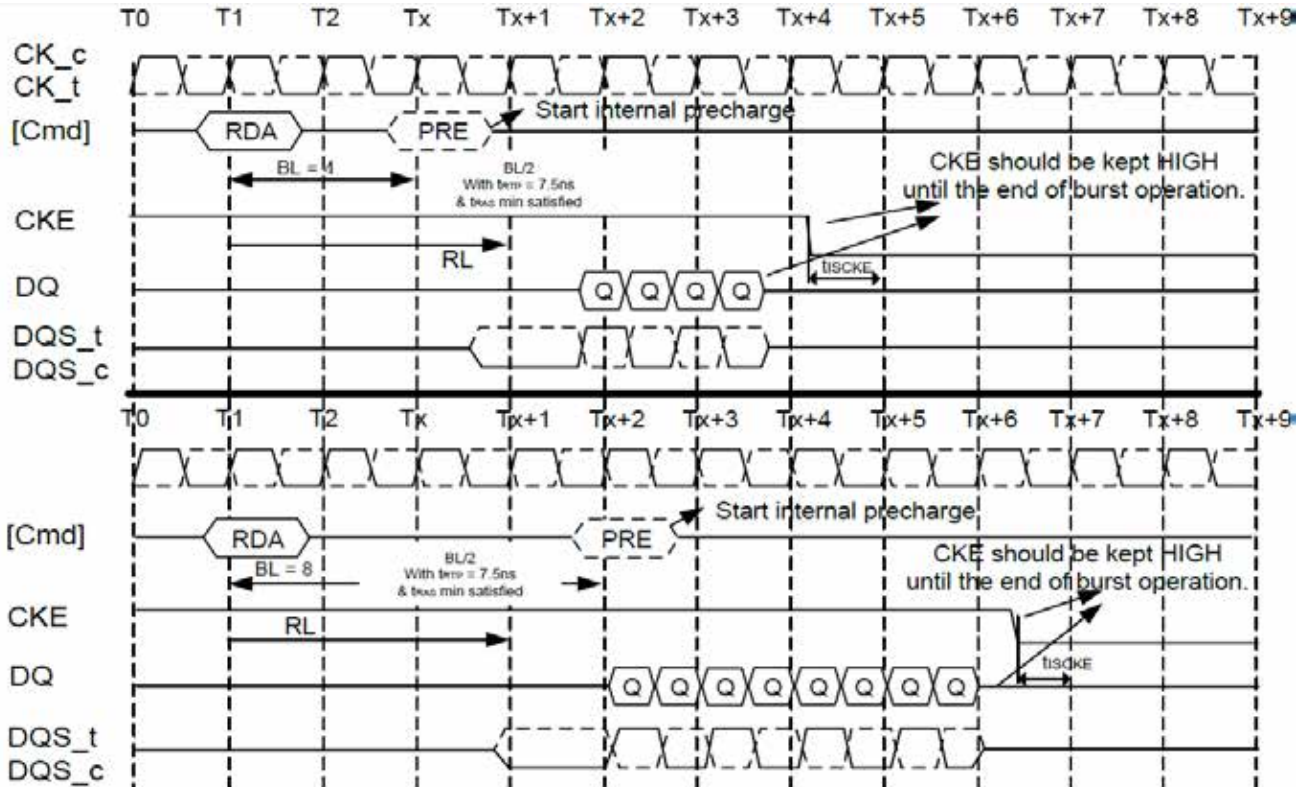 T0 T1 T2 Tx Tx+1 Tx+2 Tx+3 Tx+4 Tx+5 Tx+6 Tx+7 Tx+8 Tx+9
CK_c
CK_t
[Cmd] RDA PRE Start internal precharge
BL = 4
BL/2
With tRTP = 7.5ns
& tRAS min satisfied
CKE should be kept HIGH
until the end of burst operation.
CKE
RL
tISCKE
DQ Q Q Q Q
DQS_t
DQS_c
T0 T1 T2 Tx Tx+1 Tx+2 Tx+3 Tx+4 Tx+5 Tx+6 Tx+7 Tx+8 Tx+9
[Cmd] RDA PRE Start internal precharge
BL = 8
BL/2
With tRTP = 7.5ns
& tRAS min satisfied
CKE should be kept HIGH
until the end of burst operation.
CKE
RL
tISCKE
DQ Q Q Q Q Q Q Q Q
DQS_t
DQS_c